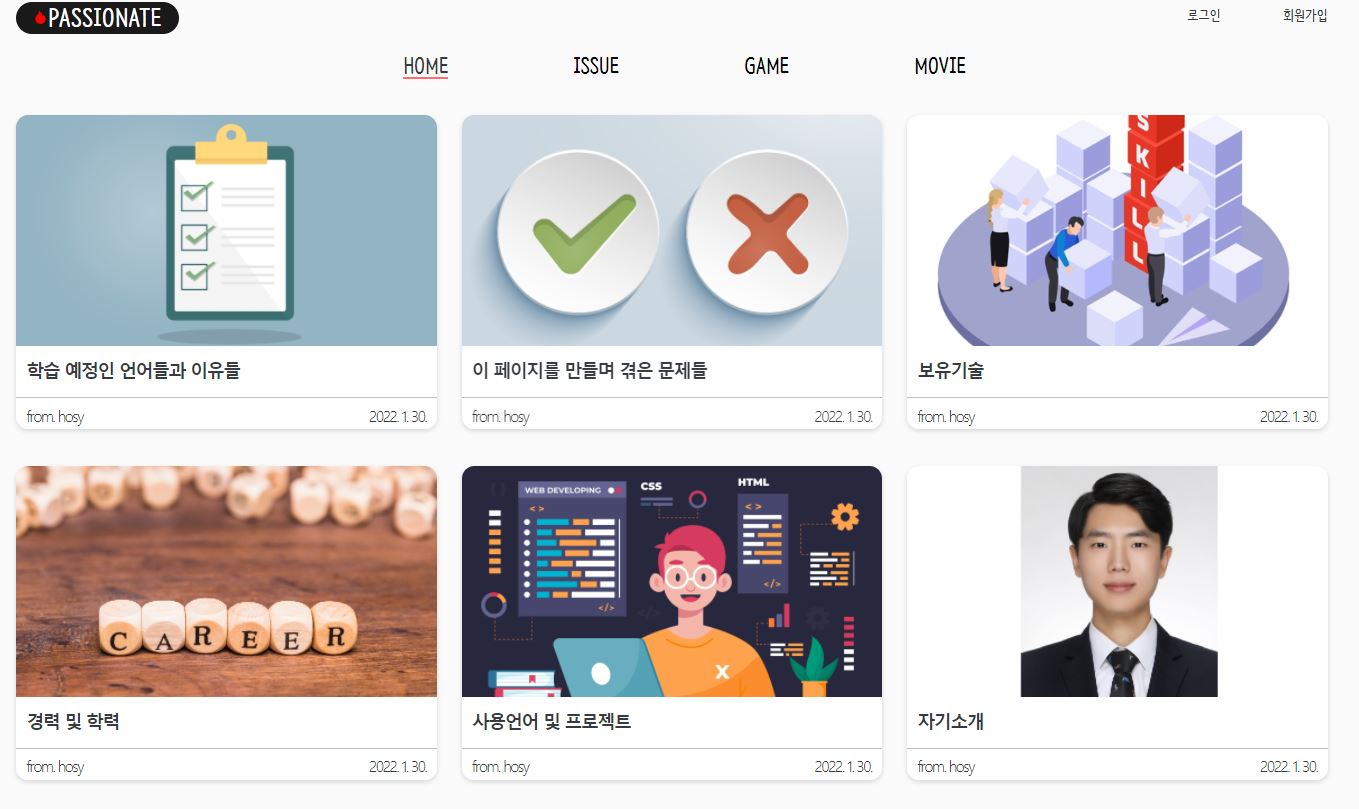 PASSIONATE
로그인
회원가입
HOME
ISSUE
GAME
MOVIE
SKILL
학습 예정인 언어들과 이유들
이 페이지를 만들며 겪은 문제들
보유기술
from. hosy
2022. 1. 30.
from. hosy
2022. 1. 30.
from. hosy
2022. 1. 30.
CAREER
WEB DEVELOPING
CSS
HTML
< >
< >
</>
</>
</>
X
경력 및 학력
사용언어 및 프로젝트
자기소개
from. hosy
2022. 1. 30.
from. hosy
2022. 1. 30.
from. hosy
2022. 1. 30.